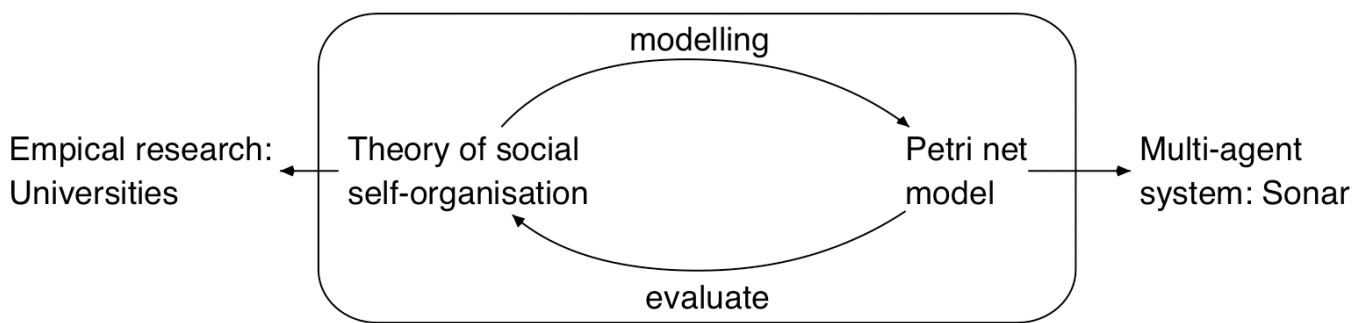 modelling
Empical research:
Universities
Theory of social
self-organisation
Petri net
model
Multi-agent
system: Sonar
evaluate